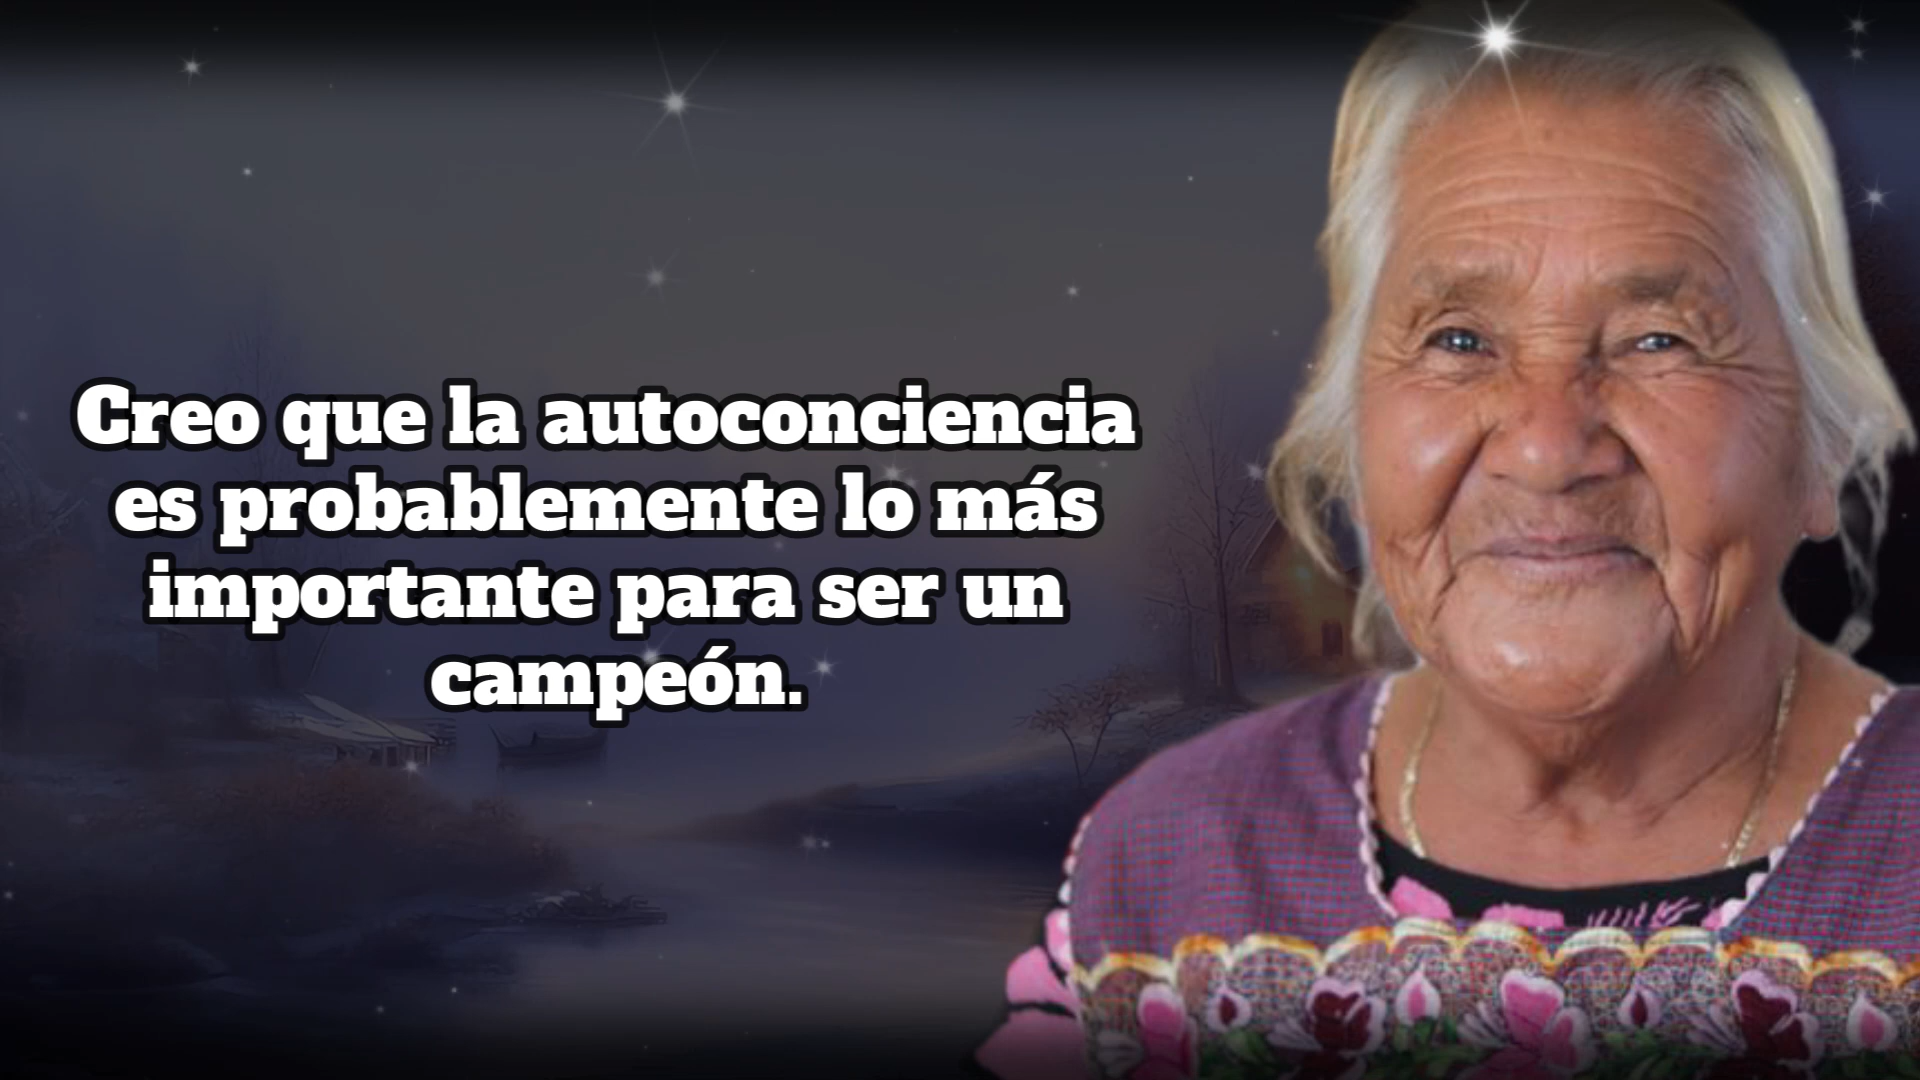 Creo que la autoconciencia
es probablemente lo más
importante para ser un
campeón.